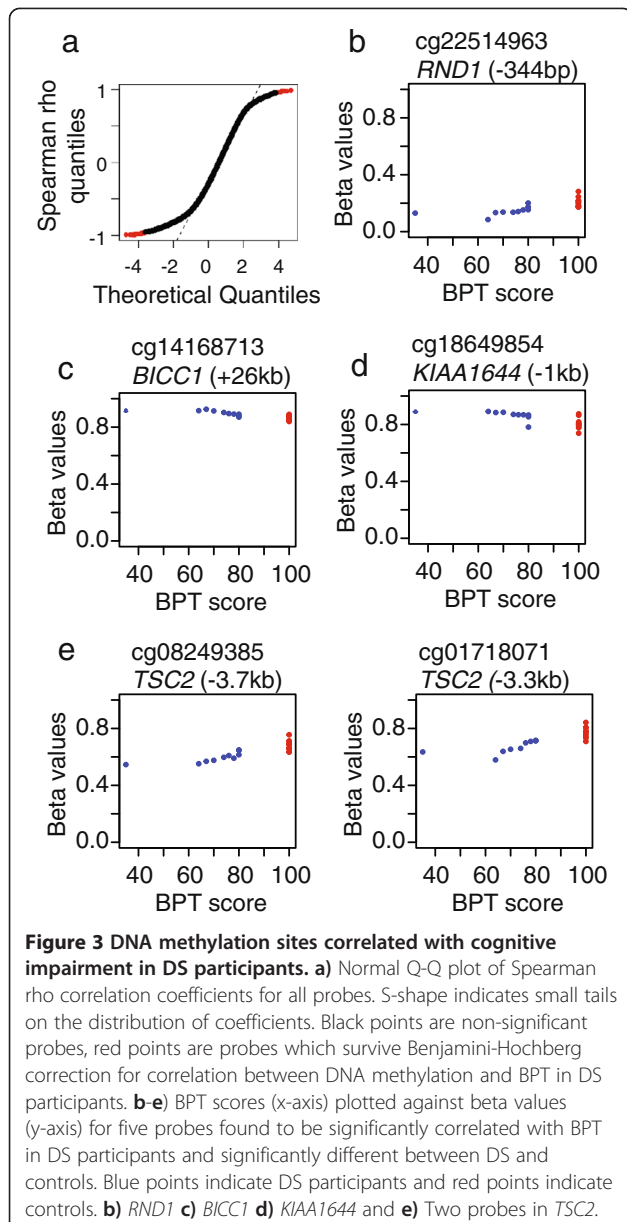 a
Spearman rho
quantiles
1
0
-1
-4 -2 0 2 4
Theoretical Quantiles
b
cg22514963
RND1 (-344bp)
Beta values
0.8
0.4
0.0
40 60 80 100
BPT score
c
cg14168713
BICC1 (+26kb)
Beta values
0.8
0.4
0.0
40 60 80 100
BPT score
d
cg18649854
KIAA1644 (-1kb)
Beta values
0.8
0.4
0.0
40 60 80 100
BPT score
e
cg08249385
TSC2 (-3.7kb)
Beta values
0.8
0.4
0.0
40 60 80 100
BPT score
cg01718071
TSC2 (-3.3kb)
Beta values
0.8
0.4
0.0
40 60 80 100
BPT score
Figure 3 DNA methylation sites correlated with cognitive
impairment in DS participants. a) Normal Q-Q plot of Spearman
rho correlation coefficients for all probes. S-shape indicates small tails
on the distribution of coefficients. Black points are non-significant
probes, red points are probes which survive Benjamini-Hochberg
correction for correlation between DNA methylation and BPT in DS
participants. b-e) BPT scores (x-axis) plotted against beta values
(y-axis) for five probes found to be significantly correlated with BPT
in DS participants and significantly different between DS and
controls. Blue points indicate DS participants and red points indicate
controls. b) RND1 c) BICC1 d) KIAA1644 and e) Two probes in TSC2.